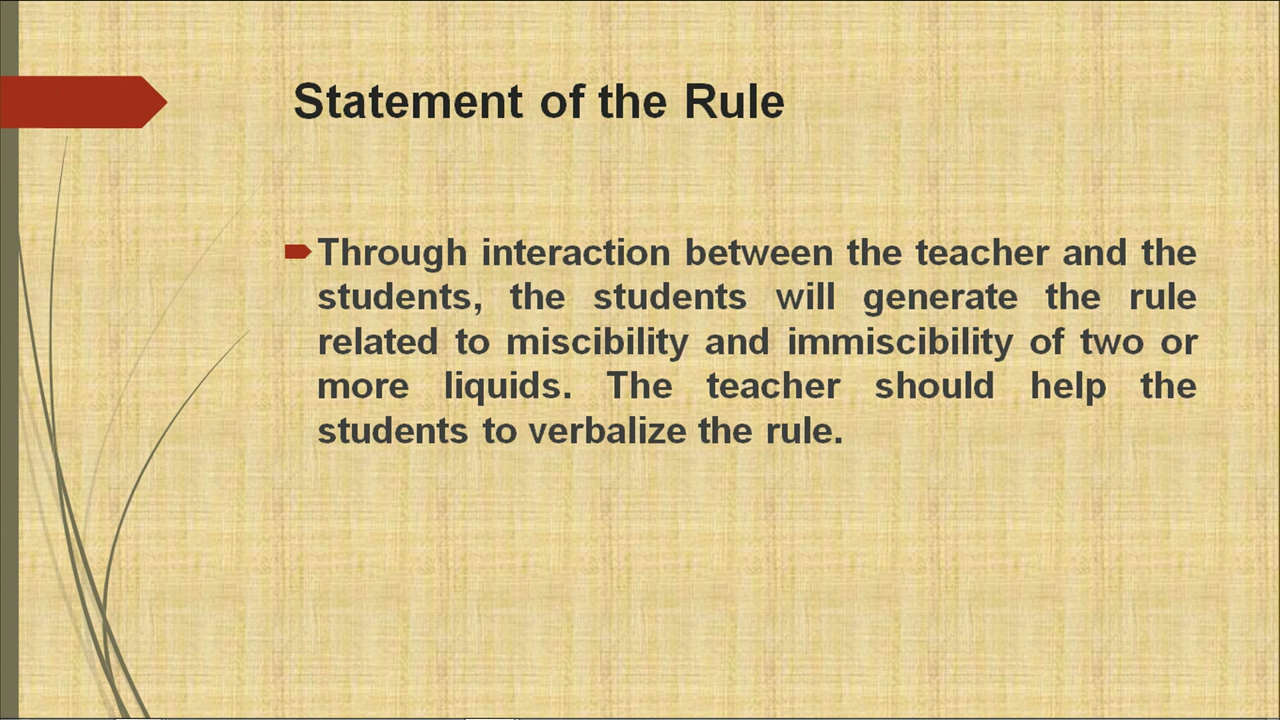 Statement of the Rule
Through interaction between the teacher and the
students, the students will generate the rule
related to miscibility and immiscibility of two or
more liquids. The teacher should help the
students to verbalize the rule.